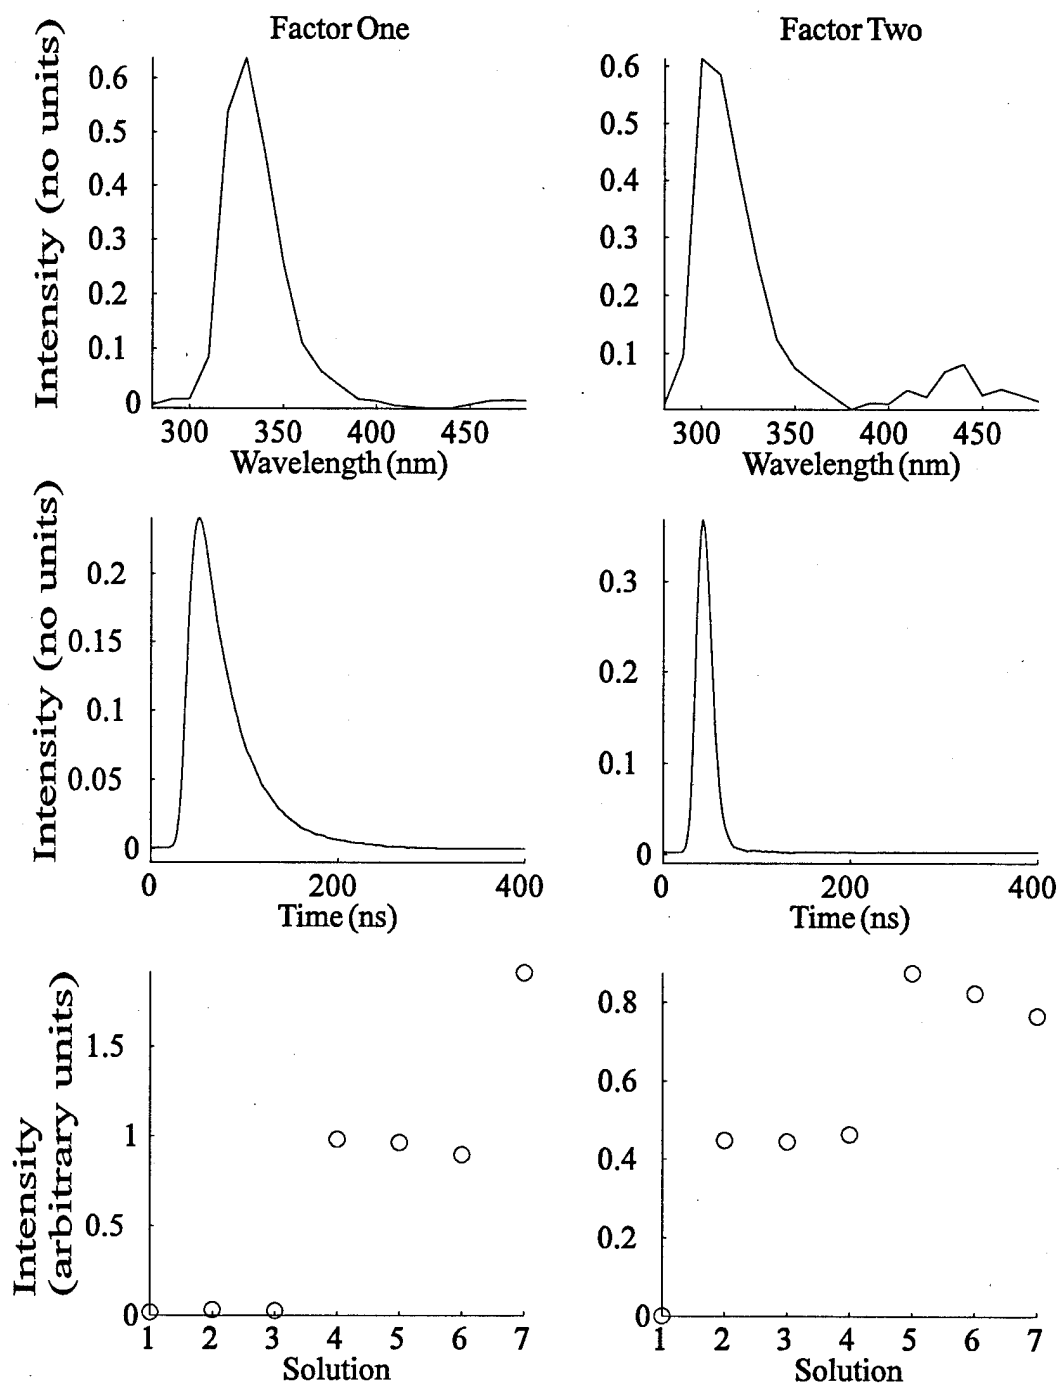 Factor One
Factor Two
Intensity (no units)
0.6
0.5
0.4
0.3
0.2
0.1
0
300 350 400 450
Wavelength (nm)
0.6
0.5
0.4
0.3
0.2
0.1
300 350 400 450
Wavelength (nm)
Intensity (no units)
0.2
0.15
0.1
0.05
0
0 200 400
Time (ns)
0.3
0.2
0.1
0
0 200 400
Time (ns)
Intensity
(arbitrary units)
1.5
1
0.5
0
1 2 3 4 5 6 7
Solution
0.8
0.6
0.4
0.2
0
1 2 3 4 5 6 7
Solution